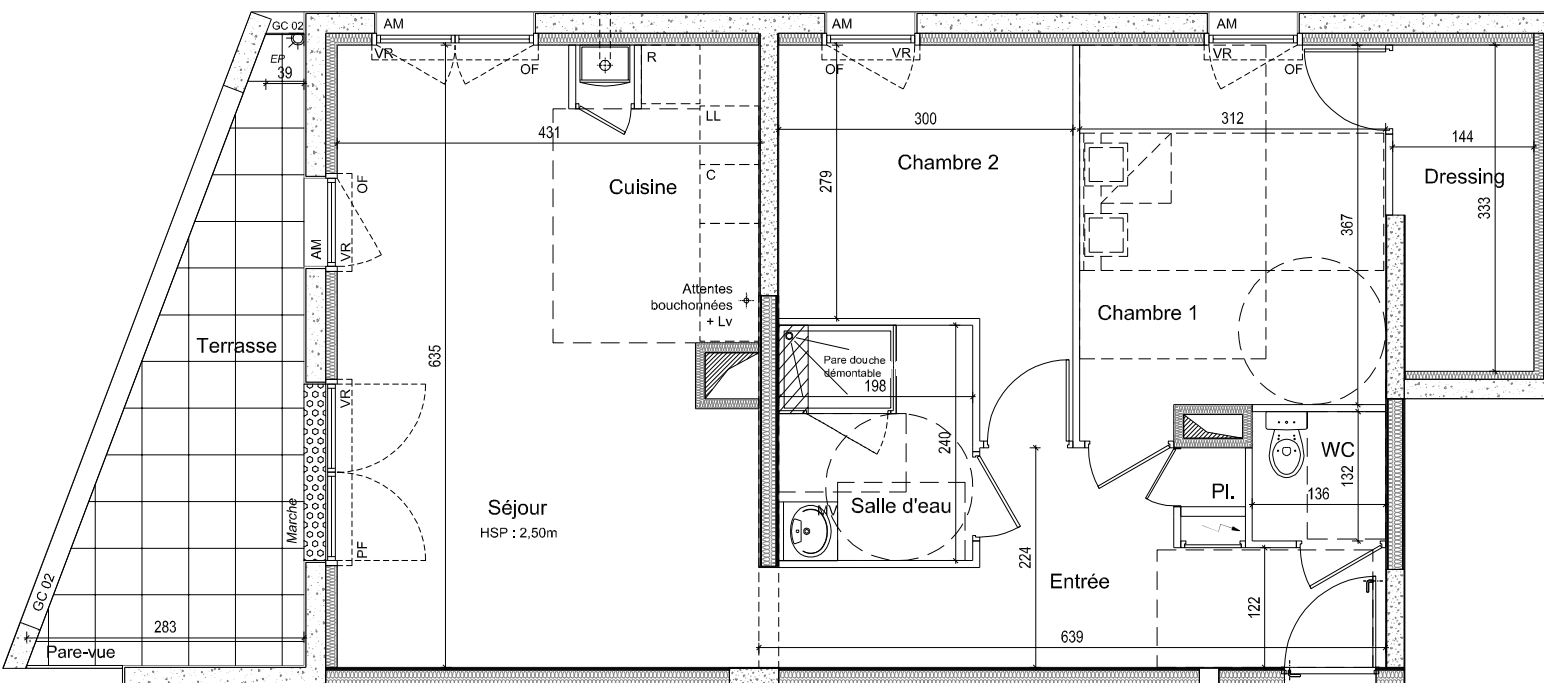 GC 02
AM
AM
AM
EP
39
VR
OF
R
OF
VR
VR
OF
LL
431
300
312
144
Cuisine
C
Chambre 2
279
Dressing
333
367
OF
VR
AM
Attentes
bouchonnées
+ Lv
Chambre 1
Terrasse
635
Pare douche
démontable
198
VR
240
WC
132
Pl.
136
Marche
Séjour
HSP : 2,50m
MV
Salle d'eau
PF
224
Entrée
122
GC 02
283
639
Pare-vue